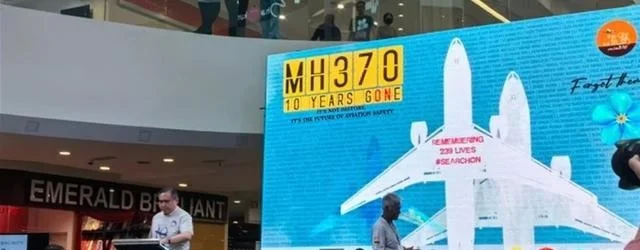 MH370
10 YEARS GONE
IT'S NOT HISTORY,
IT'S THE FUTURE OF AVIATION SAFETY
REMEMBERING
239 LIVES
#SEARCHON
EMERALD BRILLIANT